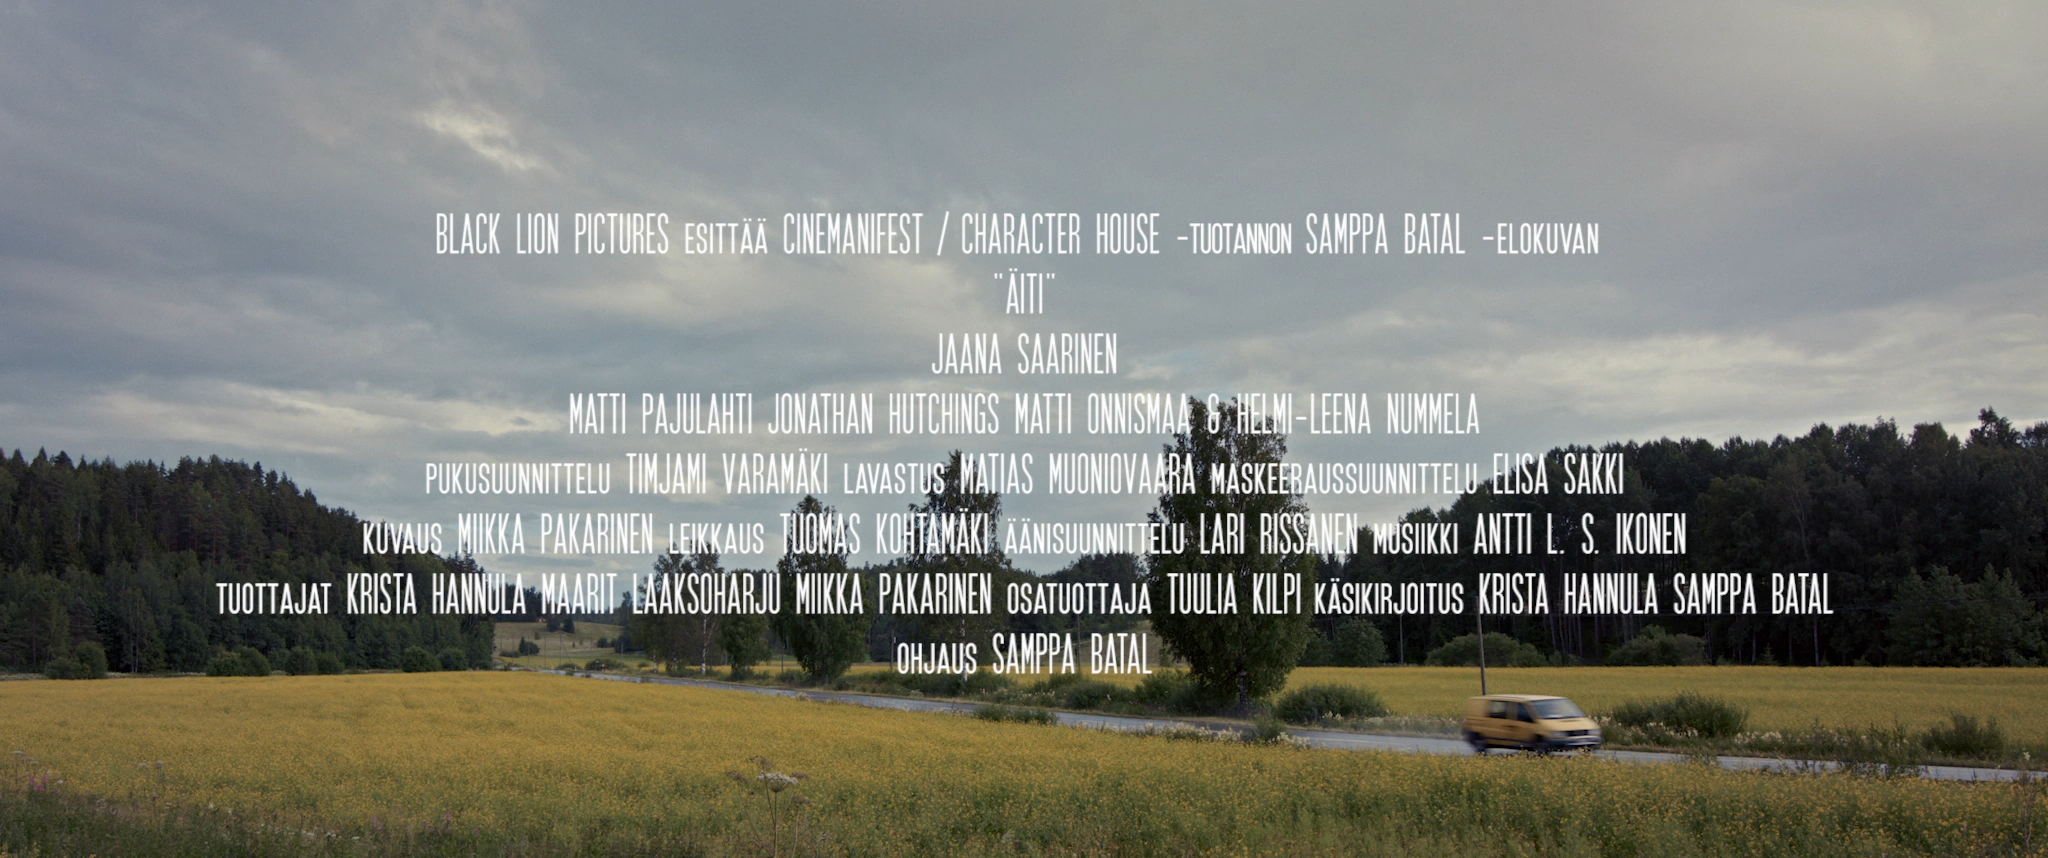 BLACK LION PICTURES ESITTÄÄ CINEMANIFEST / CHARACTER HOUSE -TUOTANNON SAMPPA BATAL -ELOKUVAN
"ÄITI"
JAANA SAARINEN
MATTI PAJULAHTI JONATHAN HUTCHINGS MATTI ONNISMAA & HELMI-LEENA NUMMELA
PUKUSUUNNITTELU TIMJAMI VARAMÄKI LAVASTUS MATIAS MUONIOVAARA MASKEERAUSSUUNNITTELU ELISA SAKKI
KUVAUS MIIKKA PAKARINEN LEIKKAUS TUOMAS KOHTAMÄKI ÄÄNISUUNNITTELU LARI RISSANEN MUSIIKKI ANTTI L. S. IKONEN
TUOTTAJAT KRISTA HANNULA MAARIT LAAKSOHARJU MIIKKA PAKARINEN OSATUOTTAJA TUULIA KILPI KÄSIKIRJOITUS KRISTA HANNULA SAMPPA BATAL
OHJAUS SAMPPA BATAL